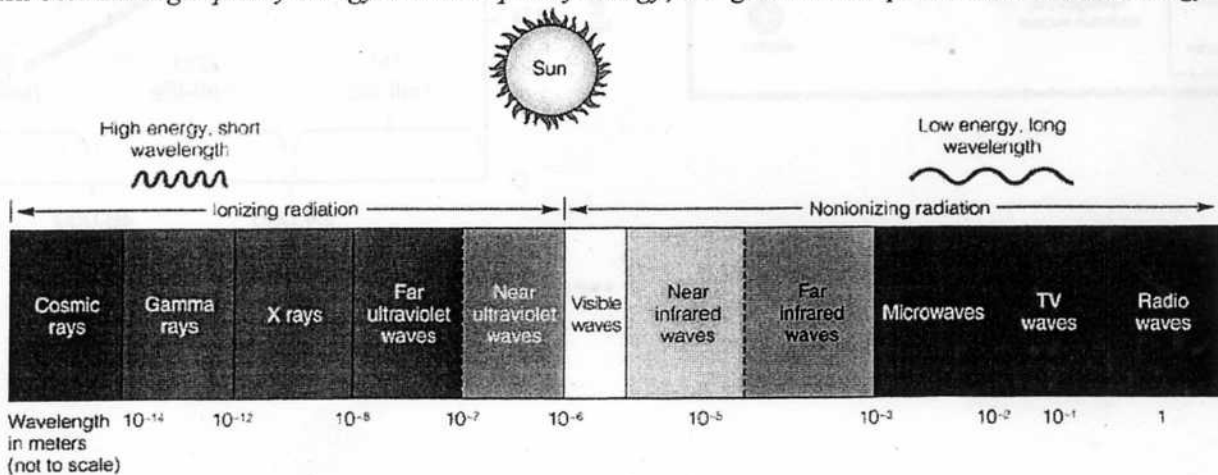 Sun
High energy, short
wavelength
Low energy, long
wavelength
Ionizing radiation
Nonionizing radiation
Cosmic
rays
Gamma
rays
X rays
Far
ultraviolet
waves
Near
ultraviolet
waves
Visible
waves
Near
infrared
waves
Far
infrared
waves
Microwaves
TV
waves
Radio
waves
Wavelength
in meters
(not to scale)
10⁻¹⁴ 10⁻¹² 10⁻⁸ 10⁻⁷ 10⁻⁶ 10⁻⁵ 10⁻³ 10⁻² 10⁻¹ 1